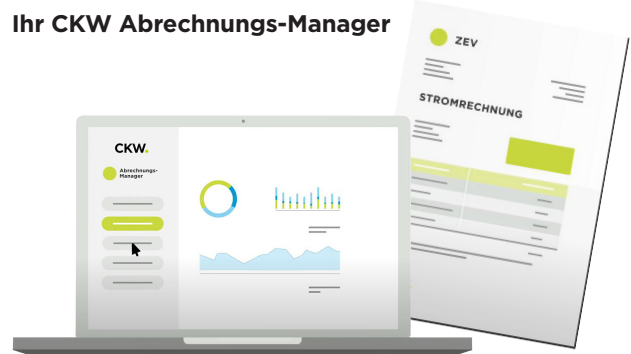 Ihr CKW Abrechnungs-Manager
ZEV
STROMRECHNUNG
CKW.
Abrechnungs-
Manager